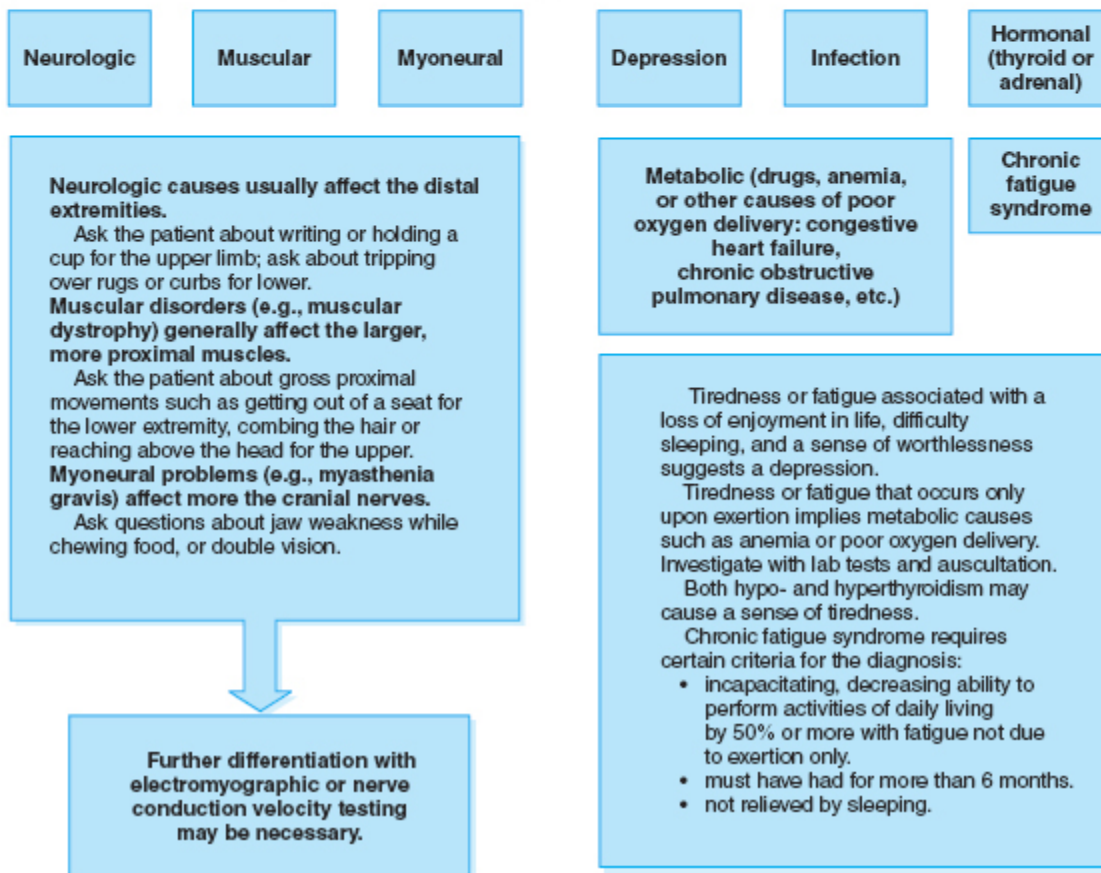 Neurologic
Muscular
Myoneural
Depression
Infection
Hormonal
(thyroid or
adrenal)
Neurologic causes usually affect the distal
extremities.
Ask the patient about writing or holding a
cup for the upper limb; ask about tripping
over rugs or curbs for lower.
Muscular disorders (e.g., muscular
dystrophy) generally affect the larger,
more proximal muscles.
Ask the patient about gross proximal
movements such as getting out of a seat for
the lower extremity, combing the hair or
reaching above the head for the upper.
Myoneural problems (e.g., myasthenia
gravis) affect more the cranial nerves.
Ask questions about jaw weakness while
chewing food, or double vision.
Further differentiation with
electromyographic or nerve
conduction velocity testing
may be necessary.
Metabolic (drugs, anemia,
or other causes of poor
oxygen delivery: congestive
heart failure,
chronic obstructive
pulmonary disease, etc.)
Chronic
fatigue
syndrome
Tiredness or fatigue associated with a
loss of enjoyment in life, difficulty
sleeping, and a sense of worthlessness
suggests a depression.
Tiredness or fatigue that occurs only
upon exertion implies metabolic causes
such as anemia or poor oxygen delivery.
Investigate with lab tests and auscultation.
Both hypo- and hyperthyroidism may
cause a sense of tiredness.
Chronic fatigue syndrome requires
certain criteria for the diagnosis:
• incapacitating, decreasing ability to
perform activities of daily living
by 50% or more with fatigue not due
to exertion only.
• must have had for more than 6 months.
• not relieved by sleeping.